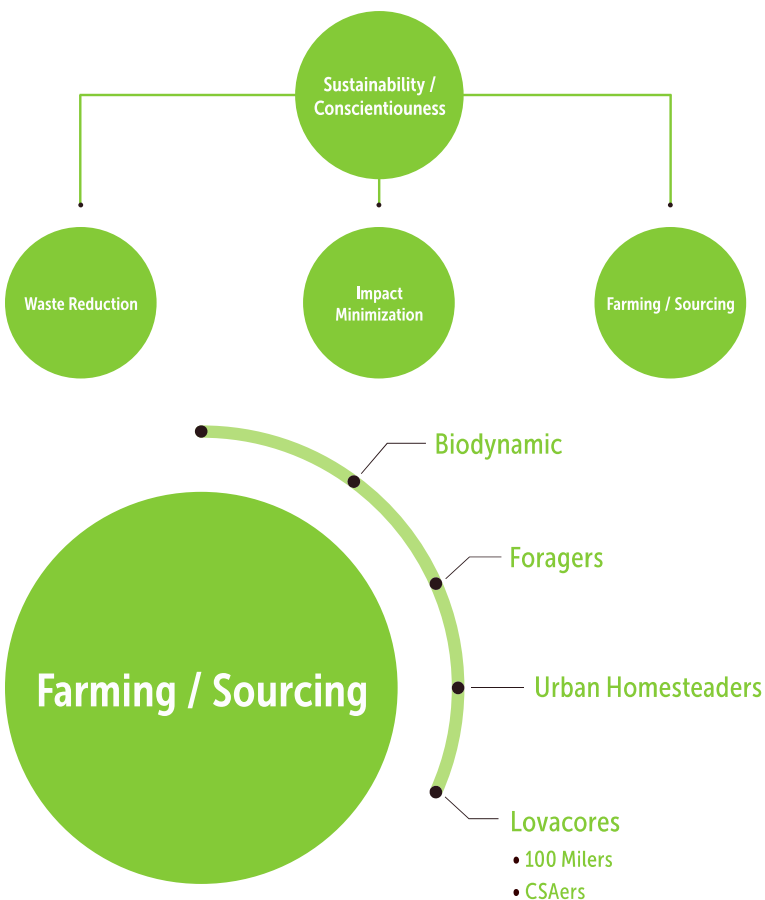 Sustainability /
Conscientiouness
Waste Reduction
Impact
Minimization
Farming / Sourcing
Farming / Sourcing
Biodynamic
Foragers
Urban Homesteaders
Lovacores
• 100 Milers
• CSAers